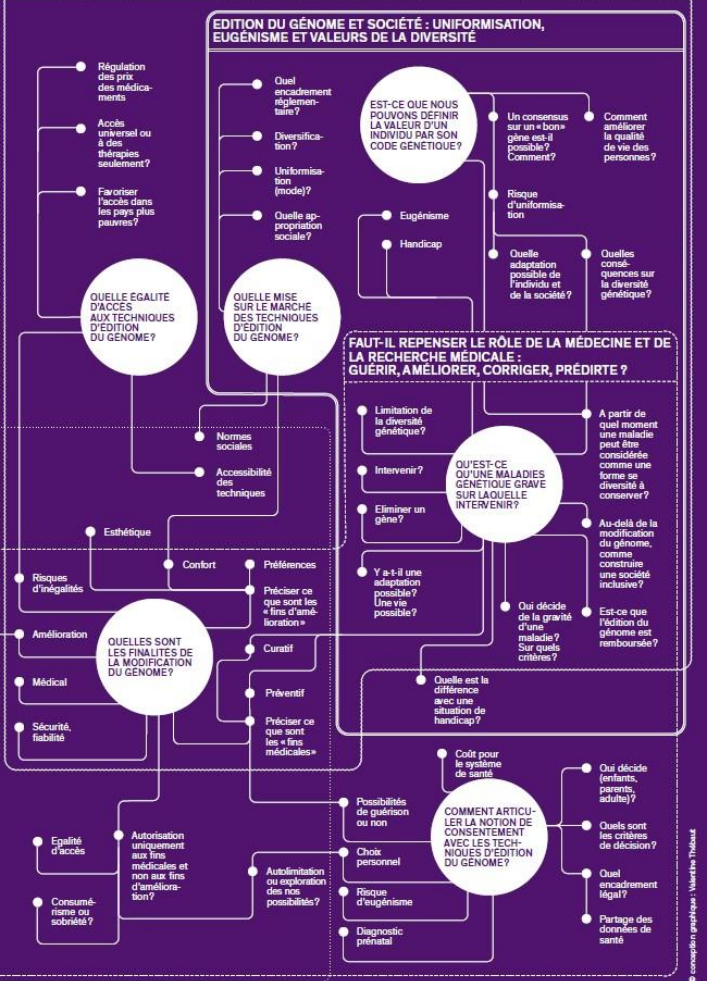 EDITION DU GÉNOME ET SOCIÉTÉ : UNIFORMISATION,
EUGÉNISME ET VALEURS DE LA DIVERSITÉ
Régulation
des prix
des médica-
ments
Accès
universel ou
à des
thérapies
seulement?
Favoriser
l'accès dans
les pays plus
pauvres?
QUELLE ÉGALITÉ
D'ACCÈS
AUX TECHNIQUES
D'ÉDITION
DU GÉNOME?
Quel
encadrement
réglemen-
taire?
Diversifica-
tion?
Uniformisa-
tion
(mode)?
Quelle ap-
propriation
sociale?
QUELLE MISE
SUR LE MARCHÉ
DES TECHNIQUES
D'ÉDITION
DU GÉNOME?
EST-CE QUE NOUS
POUVONS DÉFINIR
LA VALEUR D'UN
INDIVIDU PAR SON
CODE GÉNÉTIQUE?
Un consensus
sur un « bon »
gène est-il
possible?
Comment?
Comment
améliorer
la qualité
de vie des
personnes?
Risque
d'uniformisa-
tion
Eugénisme
Handicap
Quelle
adaptation
possible de
l'individu et
de la société?
Quelles
consé-
quences sur
la diversité
génétique?
FAUT-IL REPENSER LE RÔLE DE LA MÉDECINE ET DE
LA RECHERCHE MÉDICALE :
GUÉRIR, AMÉLIORER, CORRIGER, PRÉDIRTE ?
Limitation de
la diversité
génétique?
Intervenir?
Eliminer un
gène?
Y a-t-il une
adaptation
possible?
Une vie
possible?
QU'EST-CE
QU'UNE MALADIES
GÉNÉTIQUE GRAVE
SUR LAQUELLE
INTERVENIR?
A partir de
quel moment
une maladie
peut être
considérée
comme une
forme se
diversité à
conserver?
Au-delà de la
modification
du génome,
comme
construire
une société
inclusive?
Est-ce que
l'édition du
génome est
remboursée?
Qui décide
de la gravité
d'une
maladie?
Sur quels
critères?
Quelle est la
différence
avec une
situation de
handicap?
Normes
sociales
Accessibilité
des
techniques
Esthétique
Confort
Préférences
Préciser ce
que sont les
« fins d'amé-
lioration »
Risques
d'inégalités
Amélioration
Médical
Sécurité,
fiabilité
QUELLES SONT
LES FINALITÉS DE
LA MODIFICATION
DU GÉNOME?
Curatif
Préventif
Préciser ce
que sont
les « fins
médicales»
Egalité
d'accès
Consumé-
risme ou
sobriété?
Autorisation
uniquement
aux fins
médicales et
non aux fins
d'améliora-
tion?
Autolimitation
ou exploration
des nos
possibilités?
Coût pour
le système
de santé
Possibilités
de guérison
ou non
Choix
personnel
Risque
d'eugénisme
Diagnostic
prénatal
COMMENT ARTICU-
LER LA NOTION DE
CONSENTEMENT
AVEC LES TECH-
NIQUES D'ÉDITION
DU GÉNOME?
Qui décide
(enfants,
parents,
adulte)?
Quels sont
les critères
de décision?
Quel
encadrement
légal?
Partage des
données de
santé
© conception graphique : Valentine Thébaut